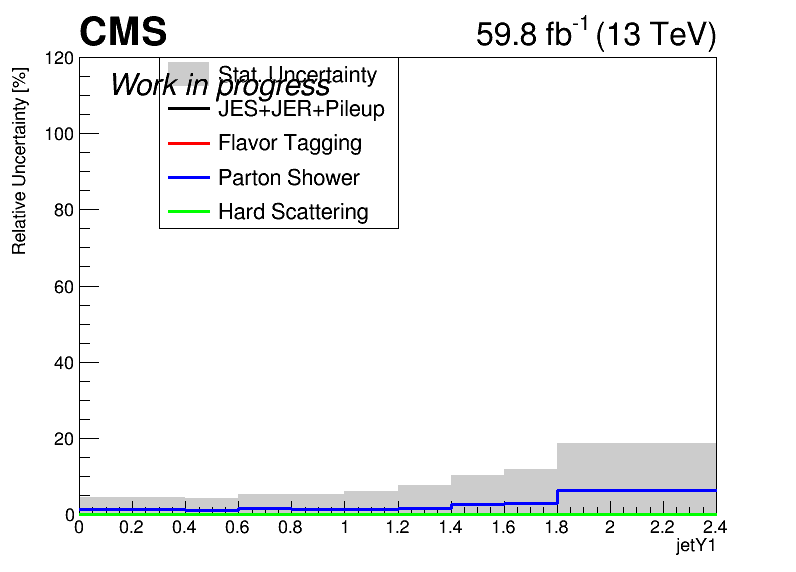 CMS
59.8 fb-1 (13 TeV)
Work in progress
Stat. Uncertainty
JES+JER+Pileup
Flavor Tagging
Parton Shower
Hard Scattering
Relative Uncertainty [%]
120
100
80
60
40
20
0
0 0.2 0.4 0.6 0.8 1 1.2 1.4 1.6 1.8 2 2.2 2.4
jetY1